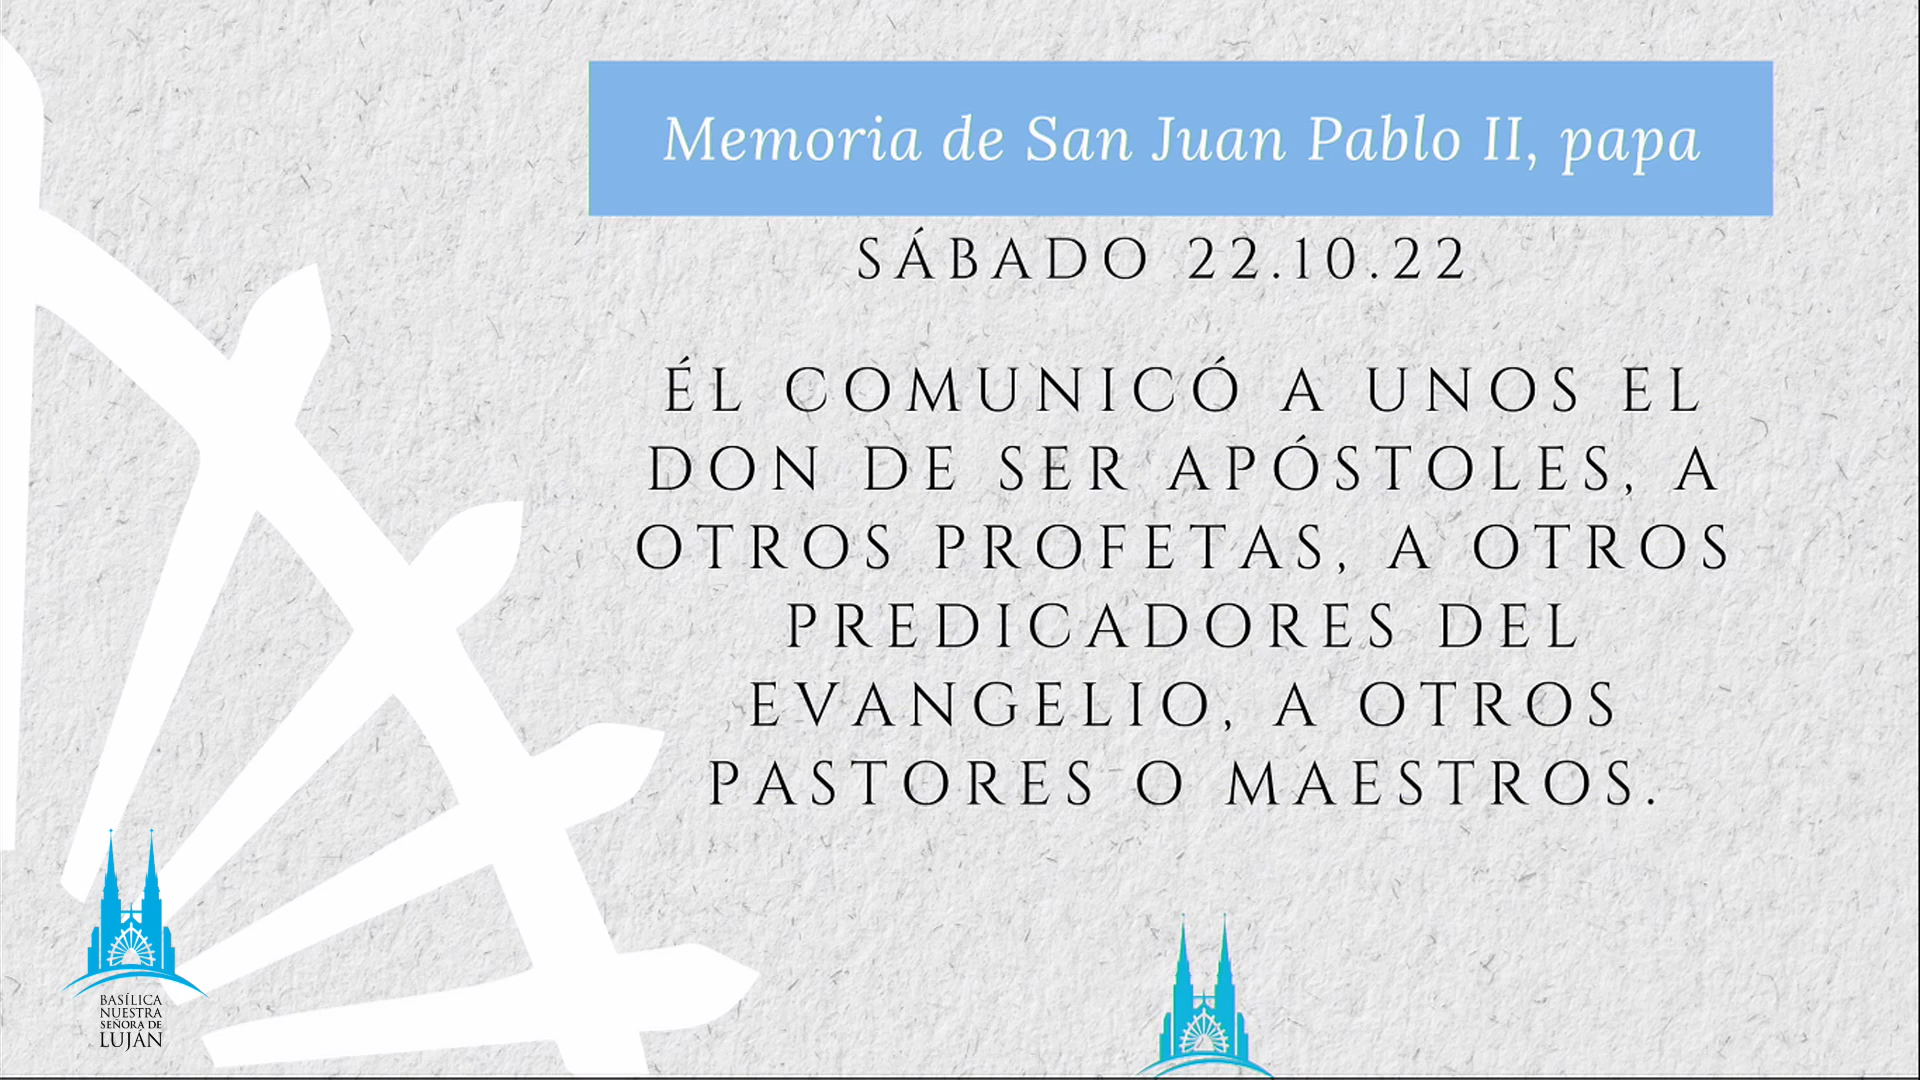 Memoria de San Juan Pablo II, papa
SÁBADO 22.10.22
ÉL COMUNICÓ A UNOS EL
DON DE SER APÓSTOLES, A
OTROS PROFETAS, A OTROS
PREDICADORES DEL
EVANGELIO, A OTROS
PASTORES O MAESTROS.
BASÍLICA
NUESTRA
SEÑORA DE
LUJÁN